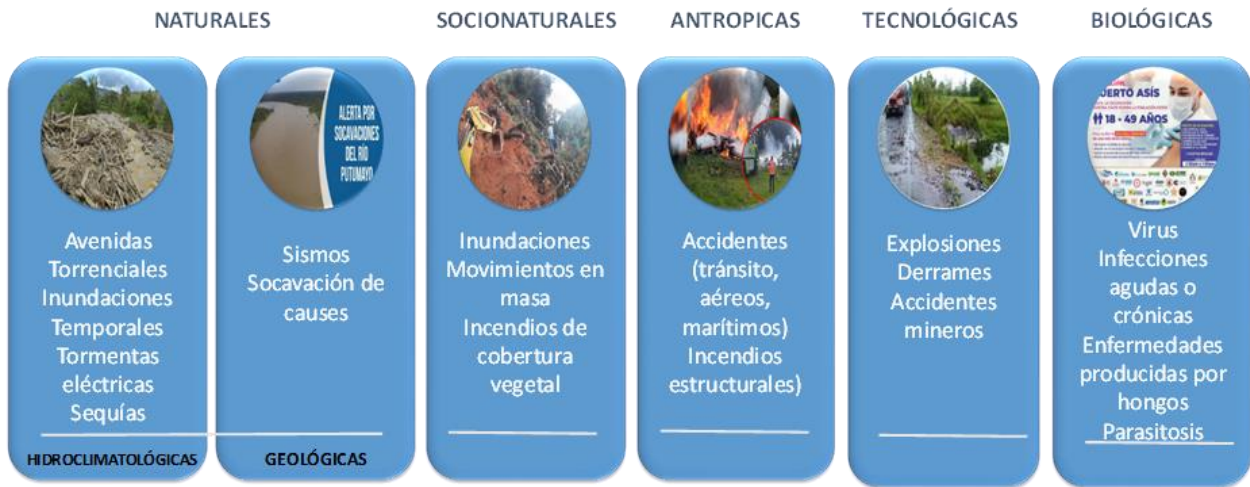 NATURALES
SOCIONATURALES
ANTROPICAS
TECNOLÓGICAS
BIOLÓGICAS
ALERTA POR
SOCAVACIONES
DEL RÍO
PUTUMAYO
UERTO ASÍS
18 - 49 AÑOS
Avenidas
Torrenciales
Inundaciones
Temporales
Tormentas
eléctricas
Sequías
HIDROCLIMATOLÓGICAS
Sismos
Socavación de
causes
GEOLÓGICAS
Inundaciones
Movimientos en
masa
Incendios de
cobertura
vegetal
Accidentes
(tránsito,
aéreos,
marítimos)
Incendios
estructurales)
Explosiones
Derrames
Accidentes
mineros
Virus
Infecciones
agudas o
crónicas
Enfermedades
producidas por
hongos
Parasitosis